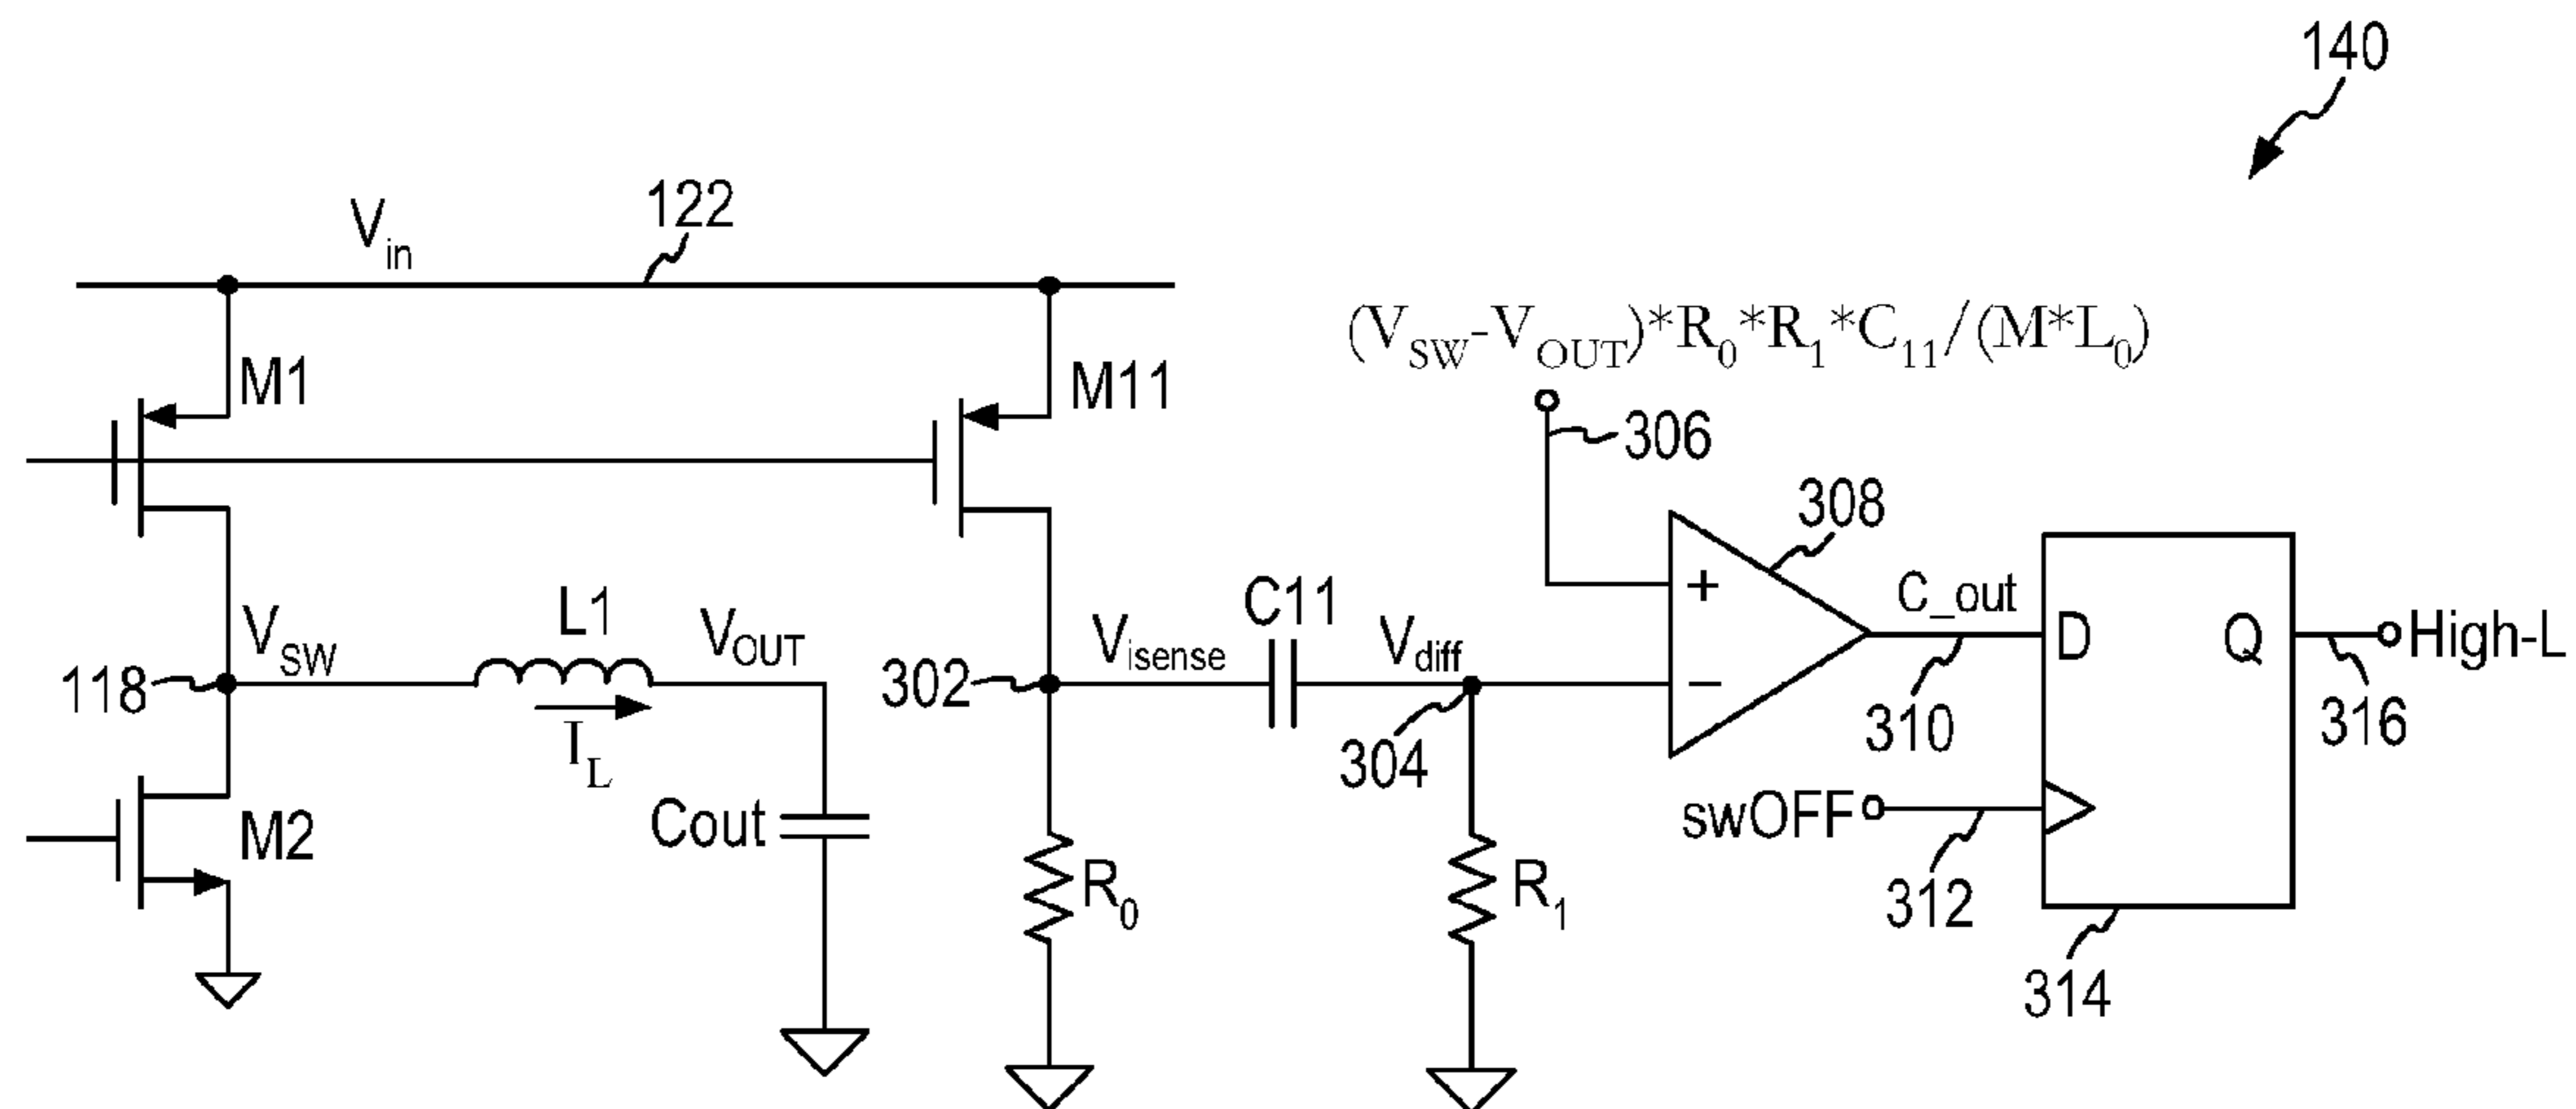 140
V_in
122
(V_SW-V_OUT)*R_0*R_1*C_11/(M*L_0)
M1
M11
306
308
V_SW
L1
V_OUT
V_isense
C11
V_diff
+
−
C_out
D
Q
High-L
118
302
304
310
316
I_L
Cout
M2
R_0
R_1
swOFF
312
314